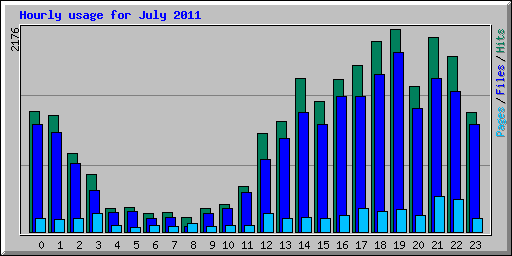 Hourly usage for July 2011
2176
Pages/Files/Hits
0 1 2 3 4 5 6 7 8 9 10 11 12 13 14 15 16 17 18 19 20 21 22 23